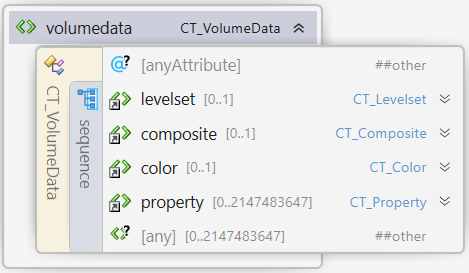 volumedata CT_VolumeData
[anyAttribute] ##other
levelset [0..1] CT_Levelset
composite [0..1] CT_Composite
color [0..1] CT_Color
property [0..2147483647] CT_Property
[any] [0..2147483647] ##other
CT_VolumeData
sequence